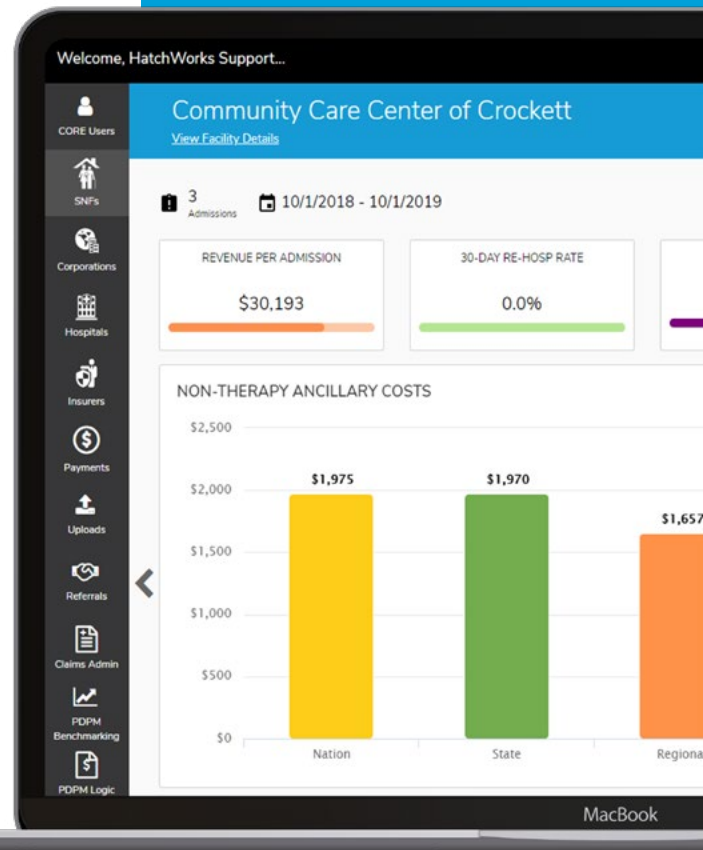 Welcome, HatchWorks Support...
CORE Users
SNFs
Corporations
Hospitals
Insurers
Payments
Uploads
Referrals
Claims Admin
PDPM
Benchmarking
PDPM Logic
Community Care Center of Crockett
View Facility Details
3
Admissions
10/1/2018 - 10/1/2019
REVENUE PER ADMISSION
$30,193
30-DAY RE-HOSP RATE
0.0%
NON-THERAPY ANCILLARY COSTS
$2,500
$2,000
$1,500
$1,000
$500
$0
$1,975
$1,970
$1,657
Nation
State
Regiona
MacBook